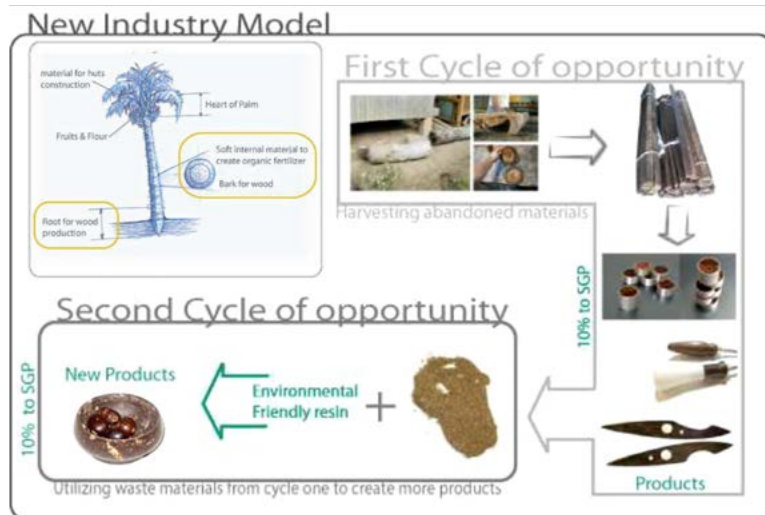 New Industry Model
material for huts
construction
Heart of Palm
Fruits & Flour
Soft internal material to
create organic fertilizer
Bark for wood
Root for wood
production
First Cycle of opportunity
Harvesting abandoned materials
10% to SGP
Products
Second Cycle of opportunity
10% to SGP
New Products
Environmental
Friendly resin
+
Utilizing waste materials from cycle one to create more products